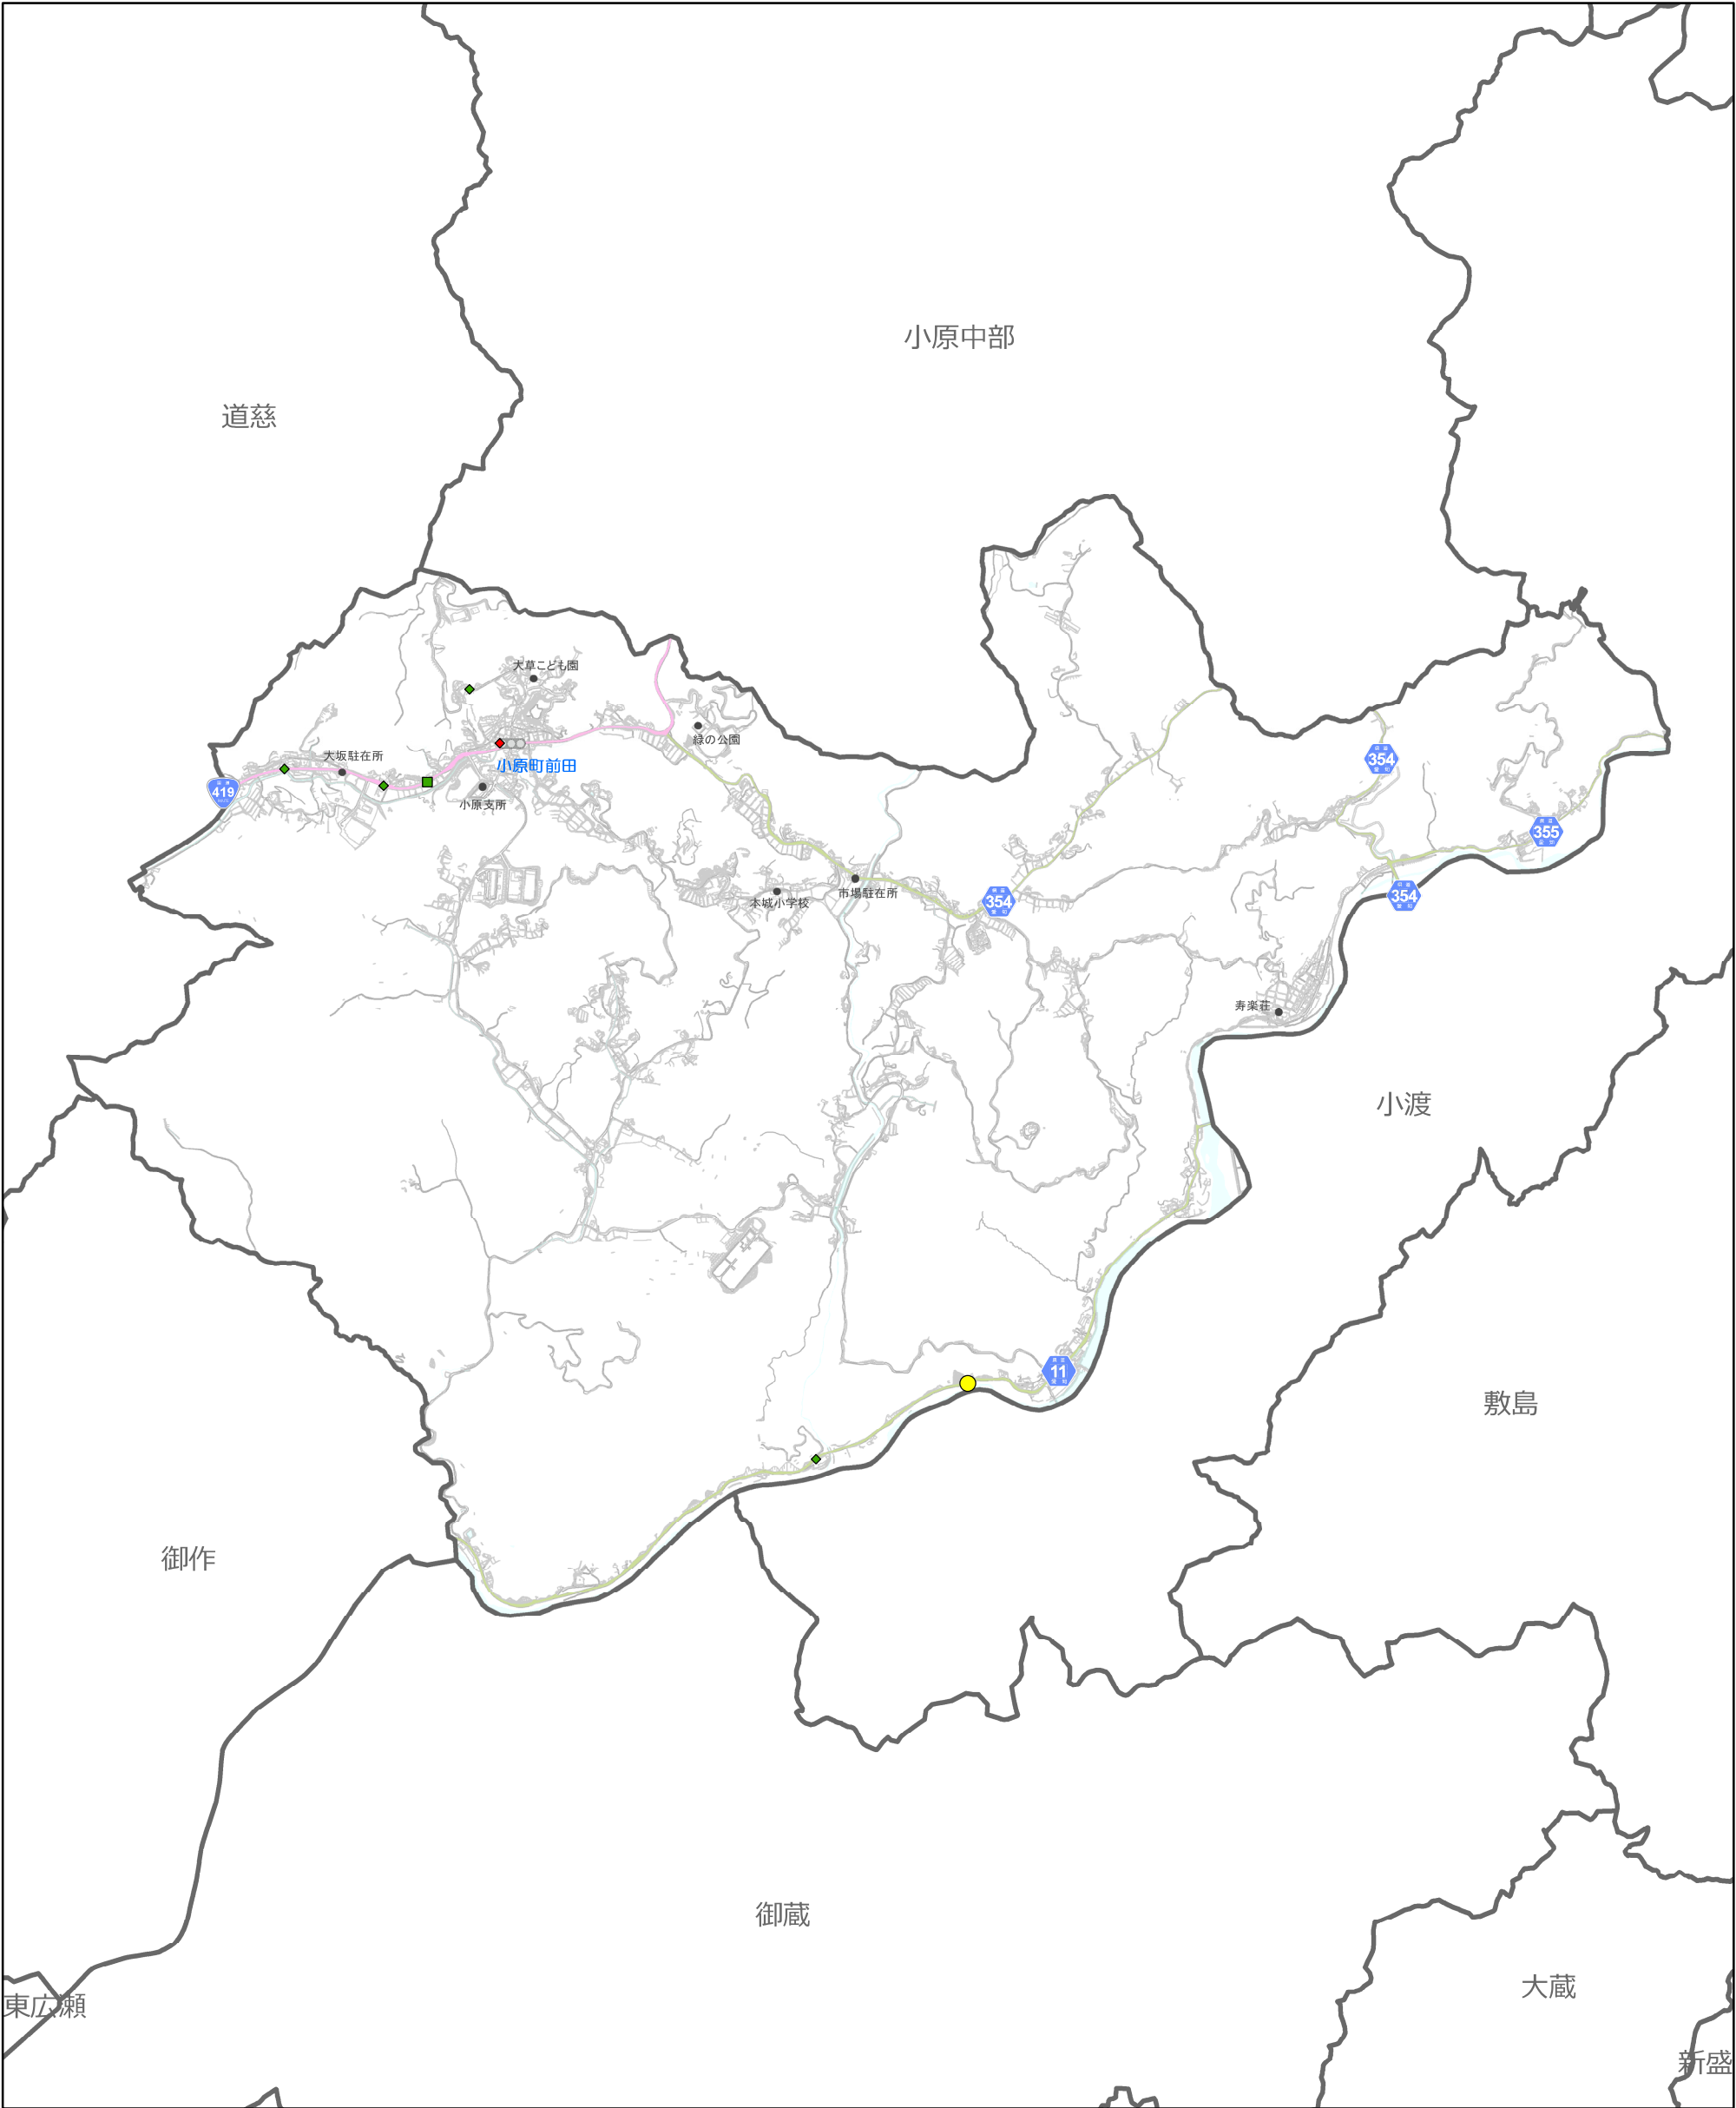 小原中部
道慈
大草こども園
緑の公園
大坂駐在所
小原町前田
354
419
小原支所
355
本城小学校
市場駐在所
354
354
寿楽荘
小渡
11
敷島
御作
御蔵
大蔵
東広瀬
新盛